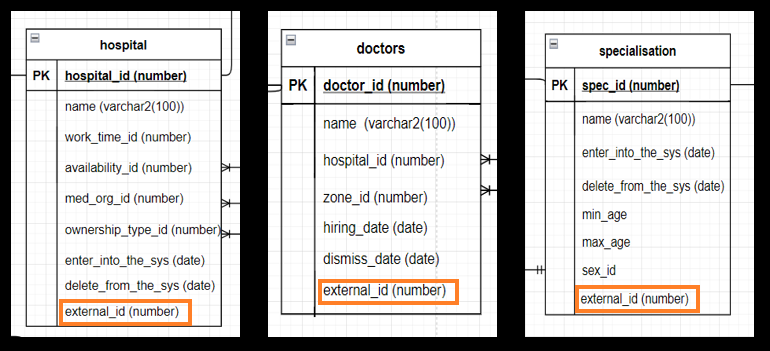 hospital
PK hospital_id (number)
name (varchar2(100))
work_time_id (number)
availability_id (number)
med_org_id (number)
ownership_type_id (number)
enter_into_the_sys (date)
delete_from_the_sys (date)
external_id (number)
doctors
PK doctor_id (number)
name (varchar2(100))
hospital_id (number)
zone_id (number)
hiring_date (date)
dismiss_date (date)
external_id (number)
specialisation
PK spec_id (number)
name (varchar2(100))
enter_into_the_sys (date)
delete_from_the_sys (date)
min_age
max_age
sex_id
external_id (number)